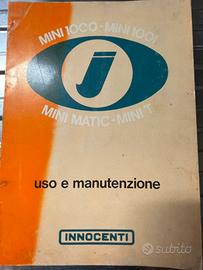 MINI 1000 - MINI 1001
j
MINI MATIC - MINI T
uso e manutenzione
INNOCENTI
subito